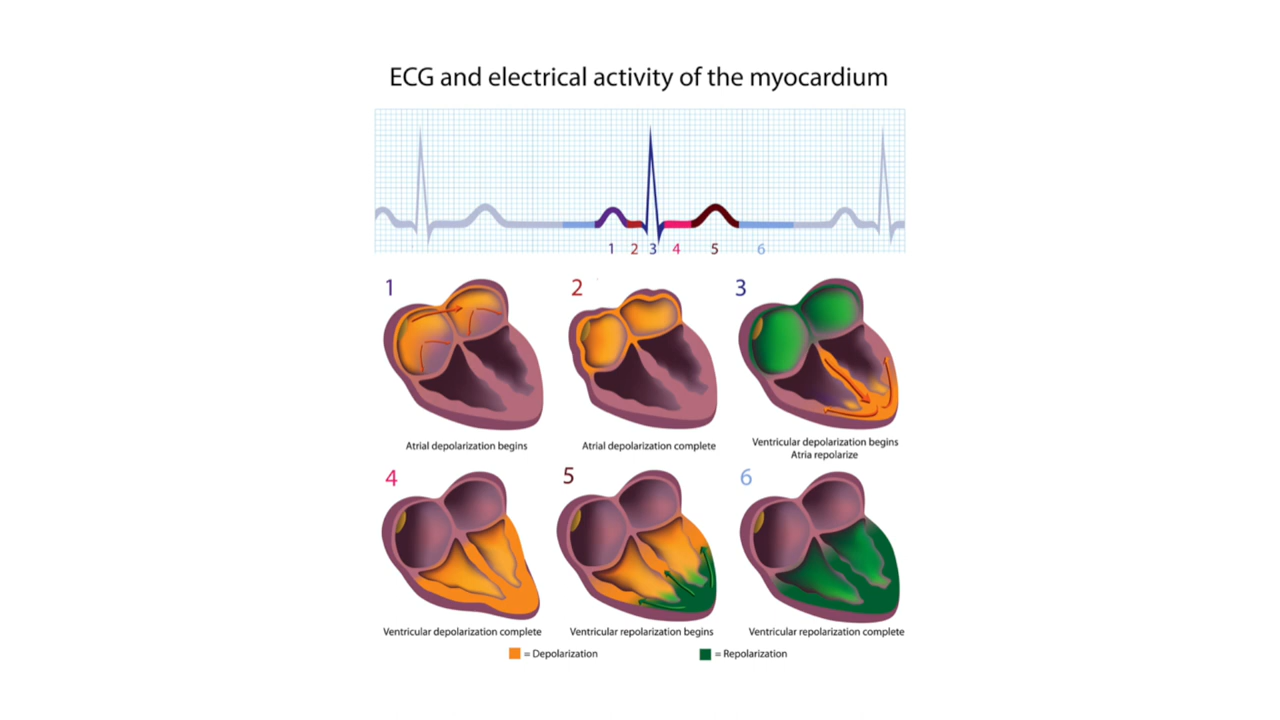 ECG and electrical activity of the myocardium
1 2 3 4 5 6
1
2
3
Atrial depolarization begins
Atrial depolarization complete
Ventricular depolarization begins
Atria repolarize
4
5
6
Ventricular depolarization complete
Ventricular repolarization begins
Ventricular repolarization complete
= Depolarization
= Repolarization